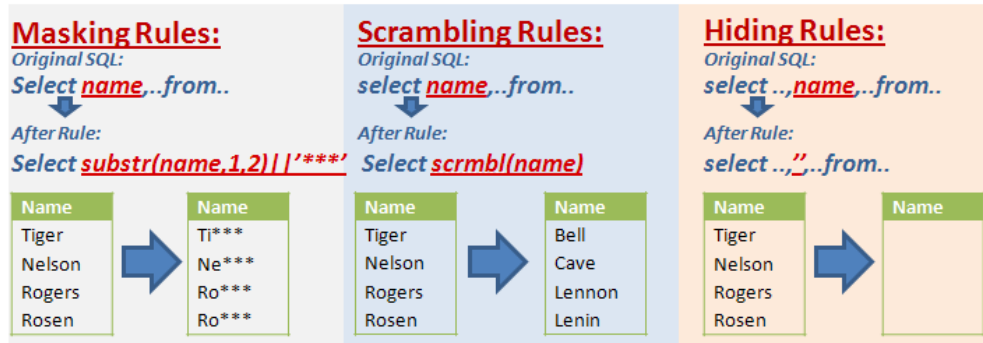 Masking Rules:
Original SQL:
Select name,..from..
After Rule:
Select substr(name,1,2)||'***'
Name
Tiger
Nelson
Rogers
Rosen
Name
Ti***
Ne***
Ro***
Ro***
Scrambling Rules:
Original SQL:
select name,..from..
After Rule:
Select scrmbl(name)
Name
Tiger
Nelson
Rogers
Rosen
Name
Bell
Cave
Lennon
Lenin
Hiding Rules:
Original SQL:
select ..,name,..from..
After Rule:
select ..,'',..from..
Name
Tiger
Nelson
Rogers
Rosen
Name